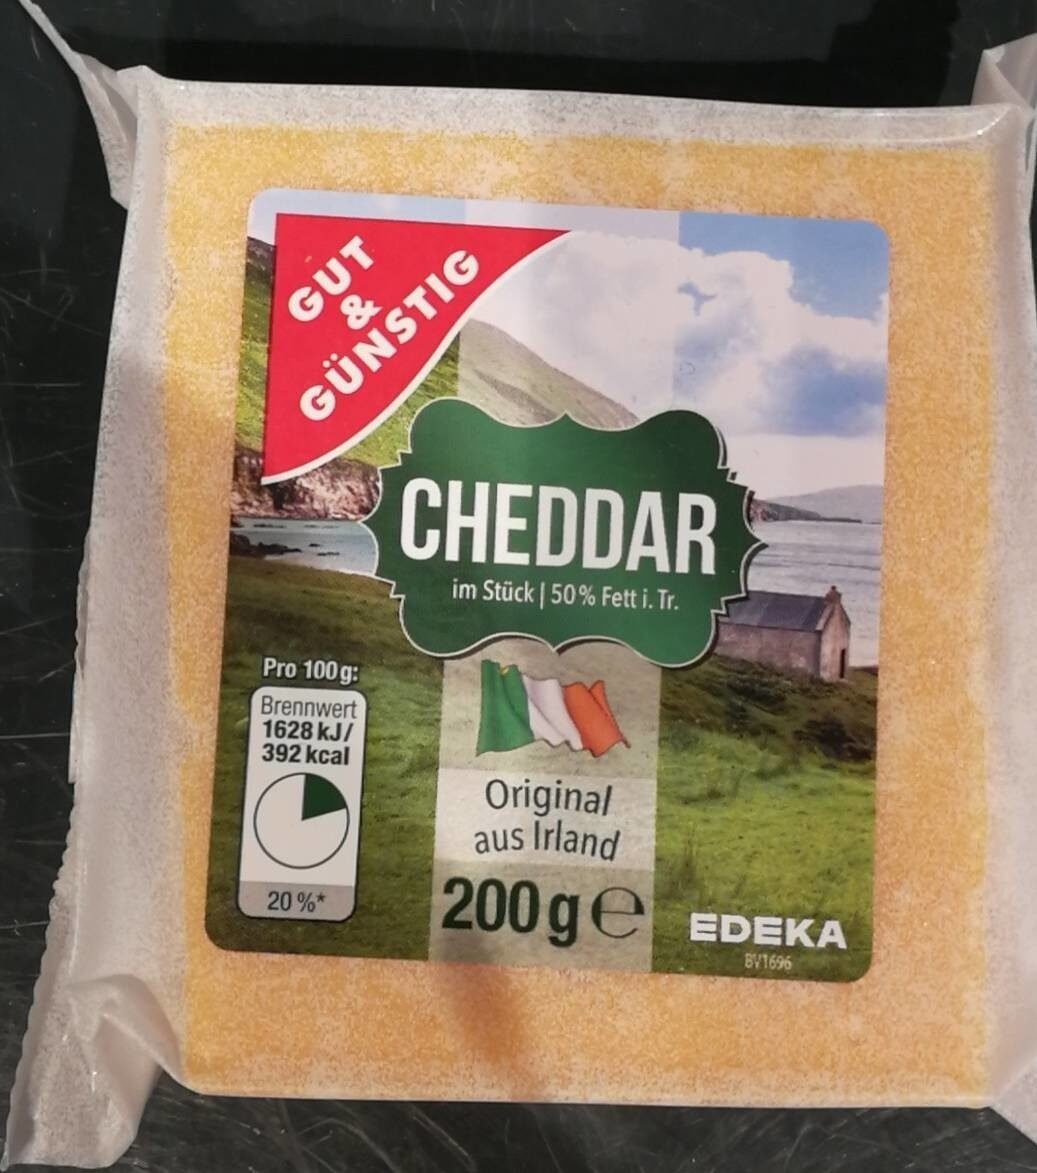 GUT
&
GÜNSTIG
CHEDDAR
im Stück | 50% Fett i. Tr.
Pro 100 g:
Brennwert
1628 kJ/
392 kcal
20 %*
Original
aus Irland
200 g ℮
EDEKA
BV1696